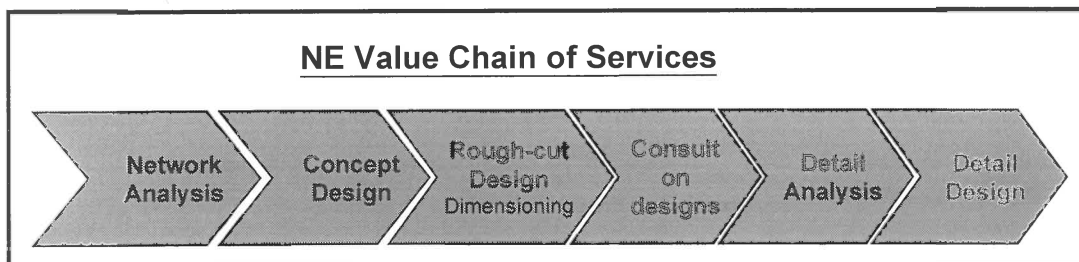 NE Value Chain of Services
Network
Analysis
Concept
Design
Rough-cut
Design
Dimensioning
Consult
on
designs
Detail
Analysis
Detail
Design